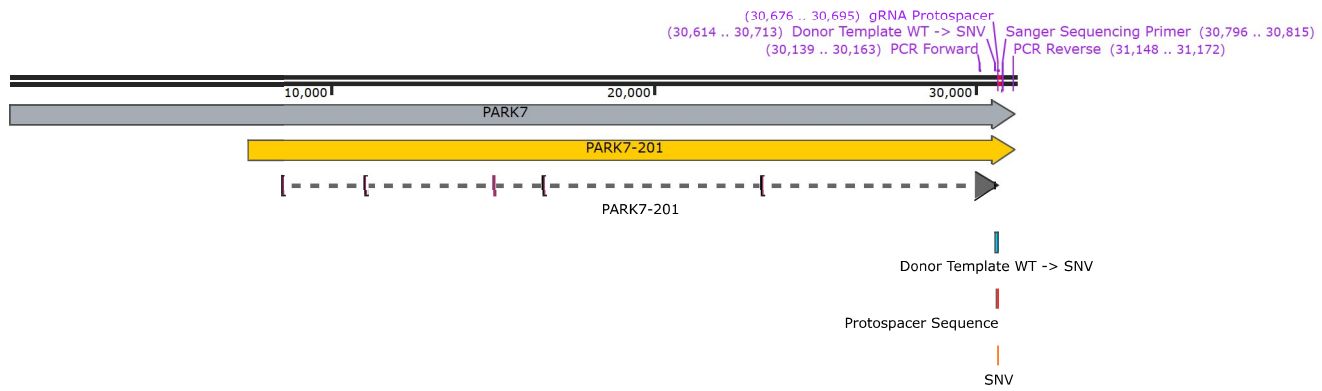 (30,676 .. 30,695) gRNA Protospacer
(30,614 .. 30,713) Donor Template WT -> SNV Sanger Sequencing Primer (30,796 .. 30,815)
(30,139 .. 30,163) PCR Forward PCR Reverse (31,148 .. 31,172)
10,000 20,000 30,000
PARK7
PARK7-201
PARK7-201
Donor Template WT -> SNV
Protospacer Sequence
SNV